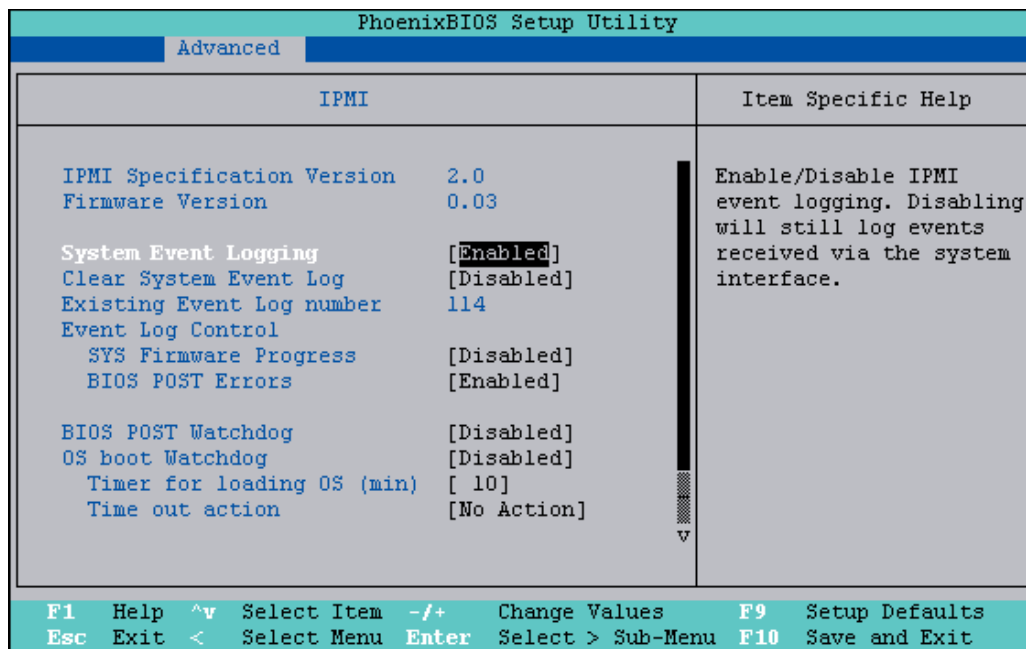 PhoenixBIOS Setup Utility
Advanced
IPMI
Item Specific Help
IPMI Specification Version 2.0
Firmware Version 0.03
System Event Logging [Enabled]
Clear System Event Log [Disabled]
Existing Event Log number 114
Event Log Control
SYS Firmware Progress [Disabled]
BIOS POST Errors [Enabled]
BIOS POST Watchdog [Disabled]
OS boot Watchdog [Disabled]
Timer for loading OS (min) [ 10]
Time out action [No Action]
Enable/Disable IPMI
event logging. Disabling
will still log events
received via the system
interface.
F1 Help ^v Select Item -/+ Change Values F9 Setup Defaults
Esc Exit < Select Menu Enter Select > Sub-Menu F10 Save and Exit